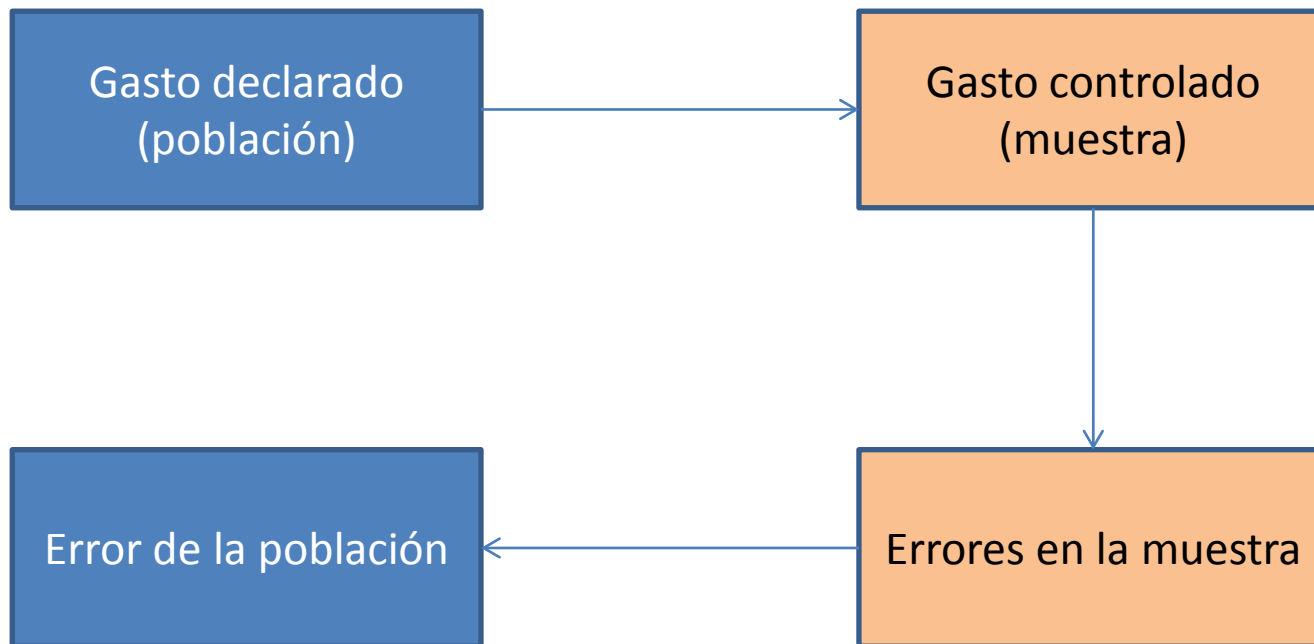 Gasto declarado
(población)
Gasto controlado
(muestra)
Error de la población
Errores en la muestra